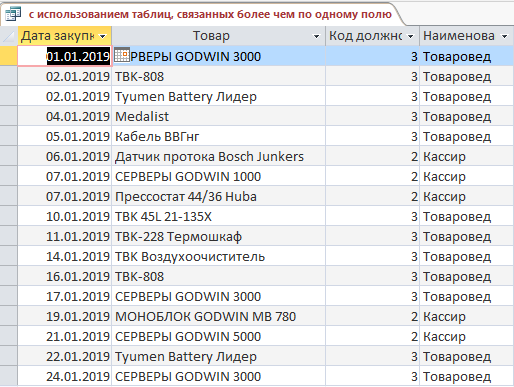 с использованием таблиц, связанных более чем по одному полю
Дата закупк Товар Код должно Наименова
01.01.2019 РВЕРЫ GODWIN 3000 3 Товаровед
02.01.2019 ТВК-808 3 Товаровед
02.01.2019 Tyumen Battery Лидер 3 Товаровед
04.01.2019 Medalist 3 Товаровед
05.01.2019 Кабель ВВГнг 3 Товаровед
06.01.2019 Датчик протока Bosch Junkers 2 Кассир
07.01.2019 СЕРВЕРЫ GODWIN 1000 2 Кассир
07.01.2019 Прессостат 44/36 Huba 2 Кассир
10.01.2019 ТВК 45L 21-135X 3 Товаровед
11.01.2019 ТВК-228 Термошкаф 3 Товаровед
14.01.2019 ТВК Воздухоочиститель 3 Товаровед
16.01.2019 ТВК-808 3 Товаровед
17.01.2019 СЕРВЕРЫ GODWIN 3000 3 Товаровед
19.01.2019 МОНОБЛОК GODWIN MB 780 2 Кассир
21.01.2019 СЕРВЕРЫ GODWIN 5000 2 Кассир
22.01.2019 Tyumen Battery Лидер 3 Товаровед
24.01.2019 СЕРВЕРЫ GODWIN 3000 3 Товаровед